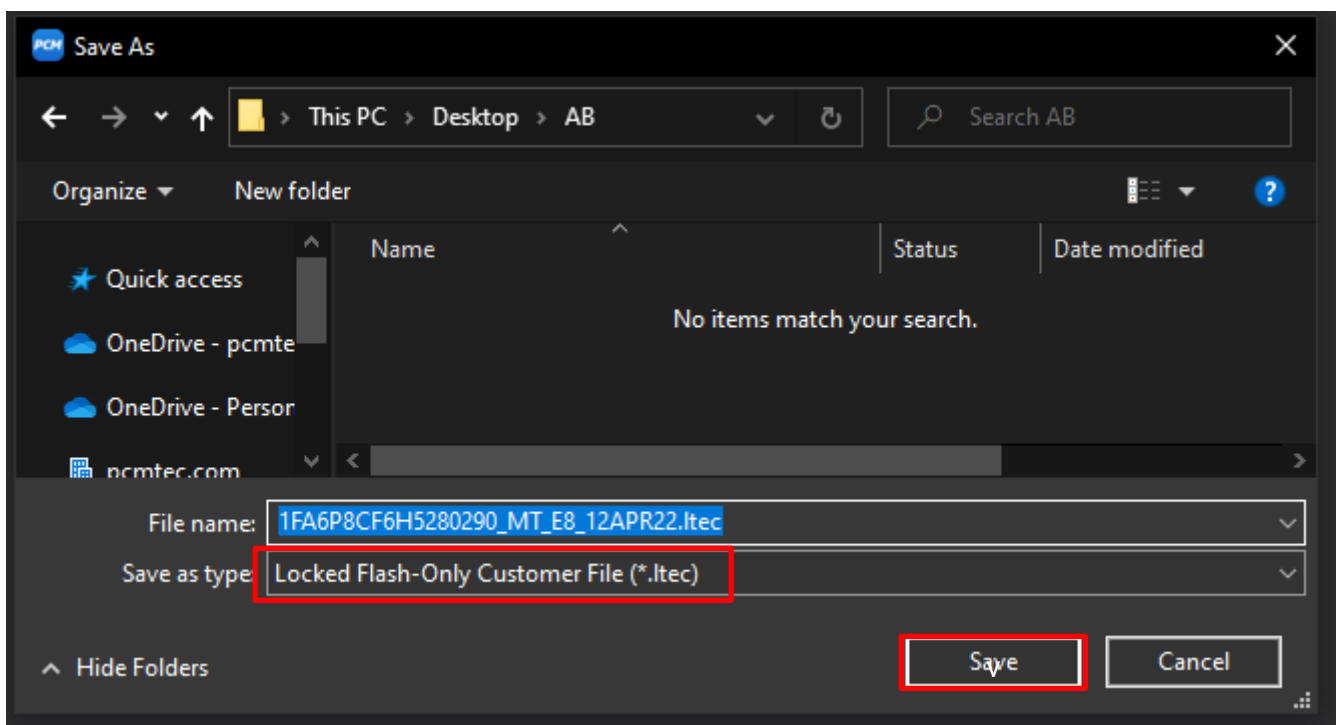 PCM Save As
This PC > Desktop > AB
Search AB
Organize
New folder
?
Name
Status
Date modified
Quick access
No items match your search.
OneDrive - pcmte
OneDrive - Person
pcmtec.com
File name: 1FA6P8CF6H5280290_MT_E8_12APR22.ltec
Save as type: Locked Flash-Only Customer File (*.ltec)
Hide Folders
Save
Cancel